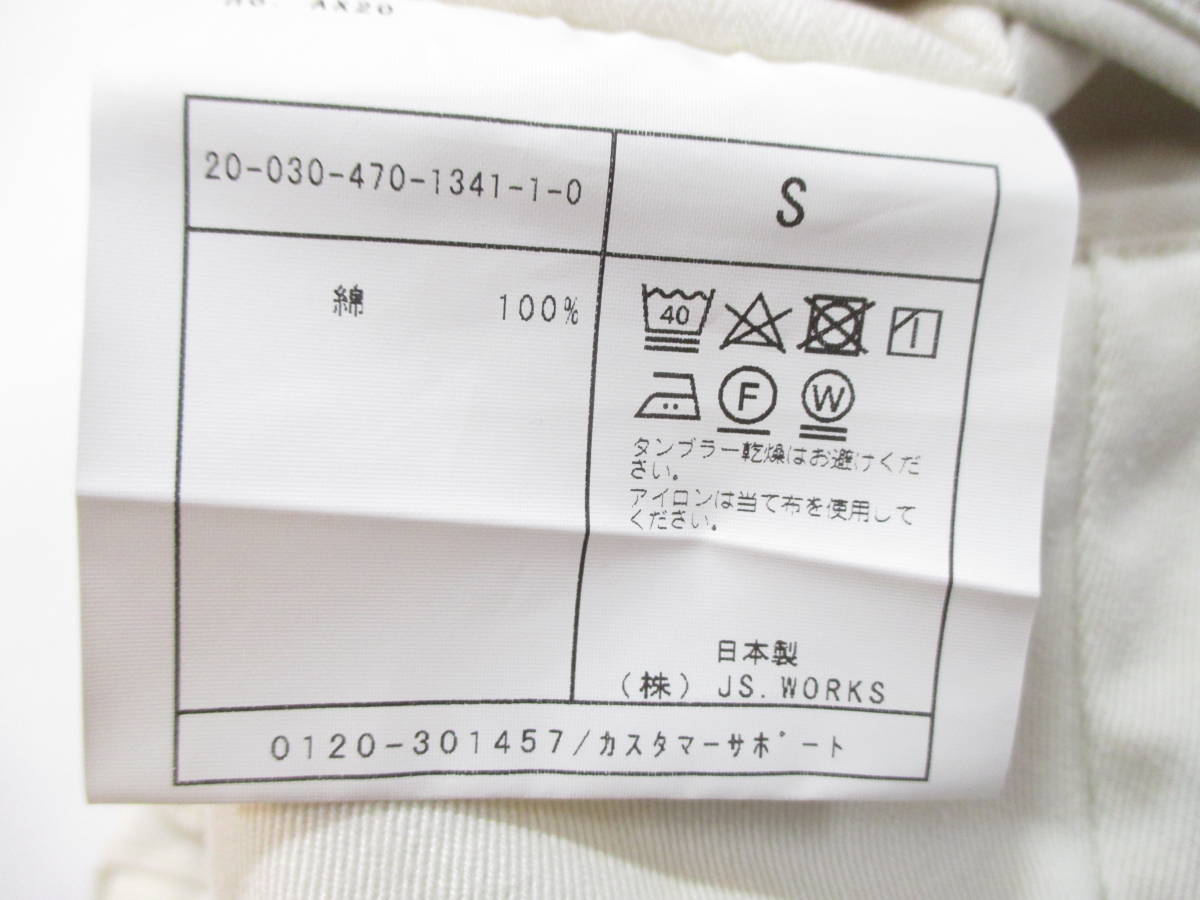 No. AX20
20-030-470-1341-1-0
S
綿 100%
40
F W
タンブラー乾燥はお避けくだ
さい。
アイロンは当て布を使用して
ください。
日本製
(株) JS.WORKS
0120-301457/カスタマーサポート